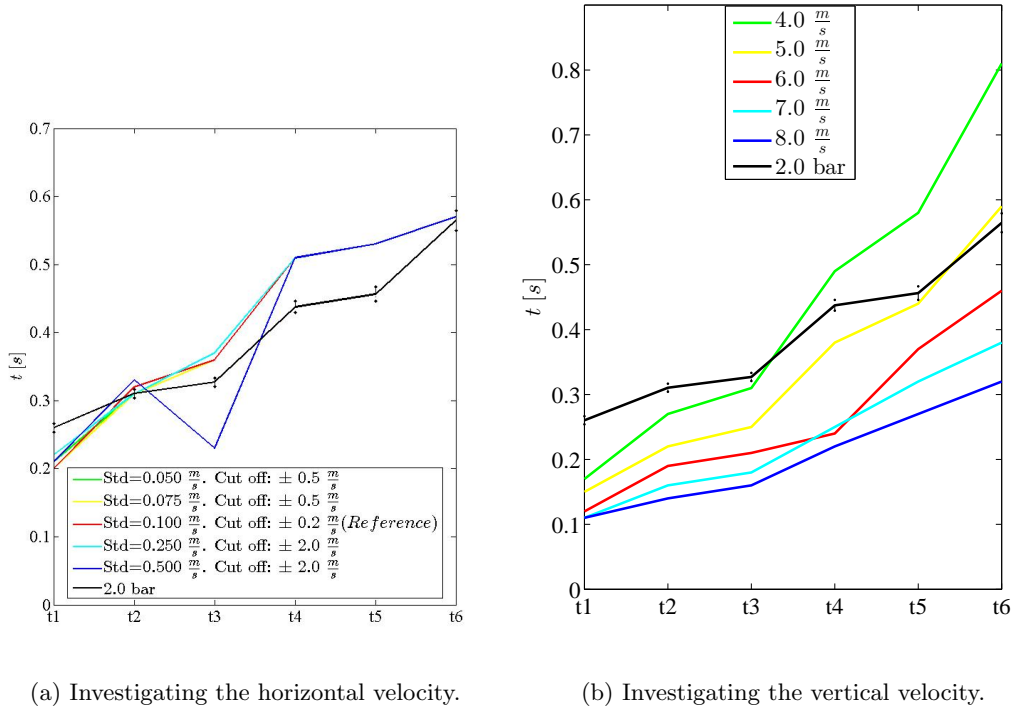 0.7
0.6
0.5
0.4
0.3
0.2
0.1
0
t [s]
t1 t2 t3 t4 t5 t6
Std=0.050 m/s. Cut off: ± 0.5 m/s
Std=0.075 m/s. Cut off: ± 0.5 m/s
Std=0.100 m/s. Cut off: ± 0.2 m/s (Reference)
Std=0.250 m/s. Cut off: ± 2.0 m/s
Std=0.500 m/s. Cut off: ± 2.0 m/s
2.0 bar
(a) Investigating the horizontal velocity.
0.8
0.7
0.6
0.5
0.4
0.3
0.2
0.1
0
t [s]
t1 t2 t3 t4 t5 t6
4.0 m/s
5.0 m/s
6.0 m/s
7.0 m/s
8.0 m/s
2.0 bar
(b) Investigating the vertical velocity.